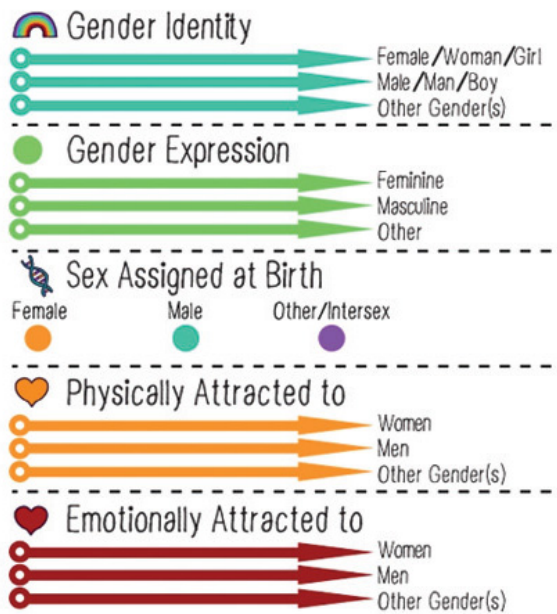 Gender Identity
Female/Woman/Girl
Male/Man/Boy
Other Gender(s)
Gender Expression
Feminine
Masculine
Other
Sex Assigned at Birth
Female Male Other/Intersex
Physically Attracted to
Women
Men
Other Gender(s)
Emotionally Attracted to
Women
Men
Other Gender(s)